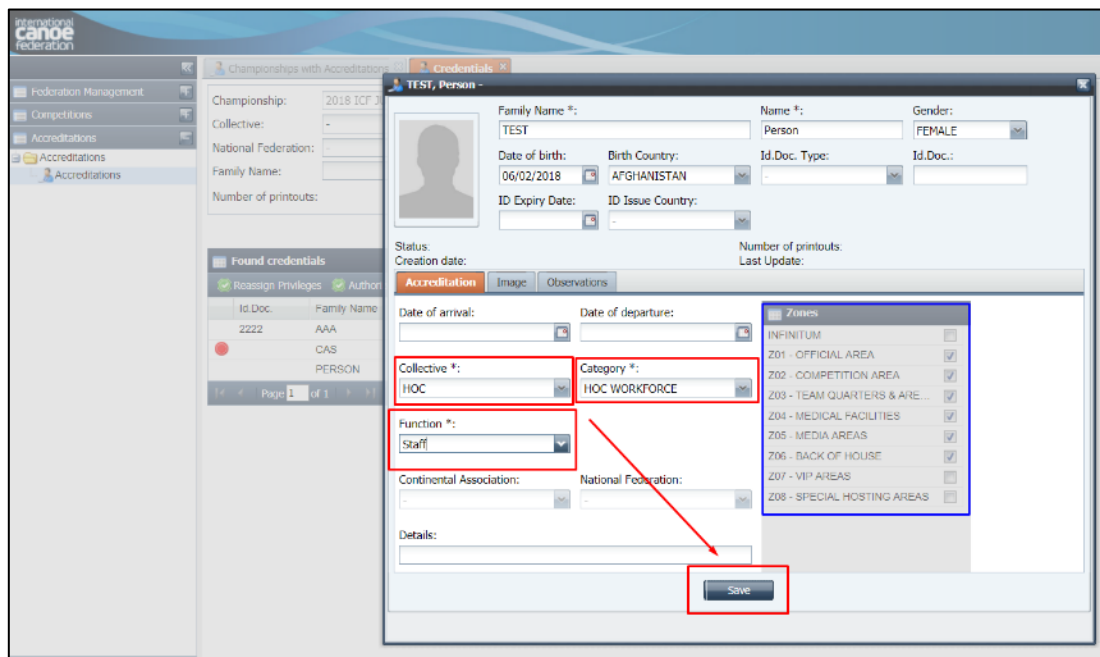 international
canoe
federation
Federation Management
Competitions
Accreditations
Accreditations
Accreditations
Championships with Accreditations
Credentials
Championship:
2018 ICF
Collective:
-
National Federation:
-
Family Name:
Number of printouts:
Found credentials
Reassign Privileges
Id.Doc.
Family Name
2222
AAA
CAS
PERSON
Page 1 of 1
TEST, Person -
Family Name *:
Name *:
Gender:
TEST
Person
FEMALE
Date of birth:
Birth Country:
Id.Doc. Type:
Id.Doc.:
06/02/2018
AFGHANISTAN
-
ID Expiry Date:
ID Issue Country:
-
Status:
Number of printouts:
Creation date:
Last Update:
Accreditation
Image
Observations
Date of arrival:
Date of departure:
Collective *:
Category *:
HOC
HOC WORKFORCE
Function *:
Staff
Continental Association:
National Federation:
-
-
Details:
Zones
INFINITUM
Z01 - OFFICIAL AREA
Z02 - COMPETITION AREA
Z03 - TEAM QUARTERS & ARE...
Z04 - MEDICAL FACILITIES
Z05 - MEDIA AREAS
Z06 - BACK OF HOUSE
Z07 - VIP AREAS
Z08 - SPECIAL HOSTING AREAS
Save